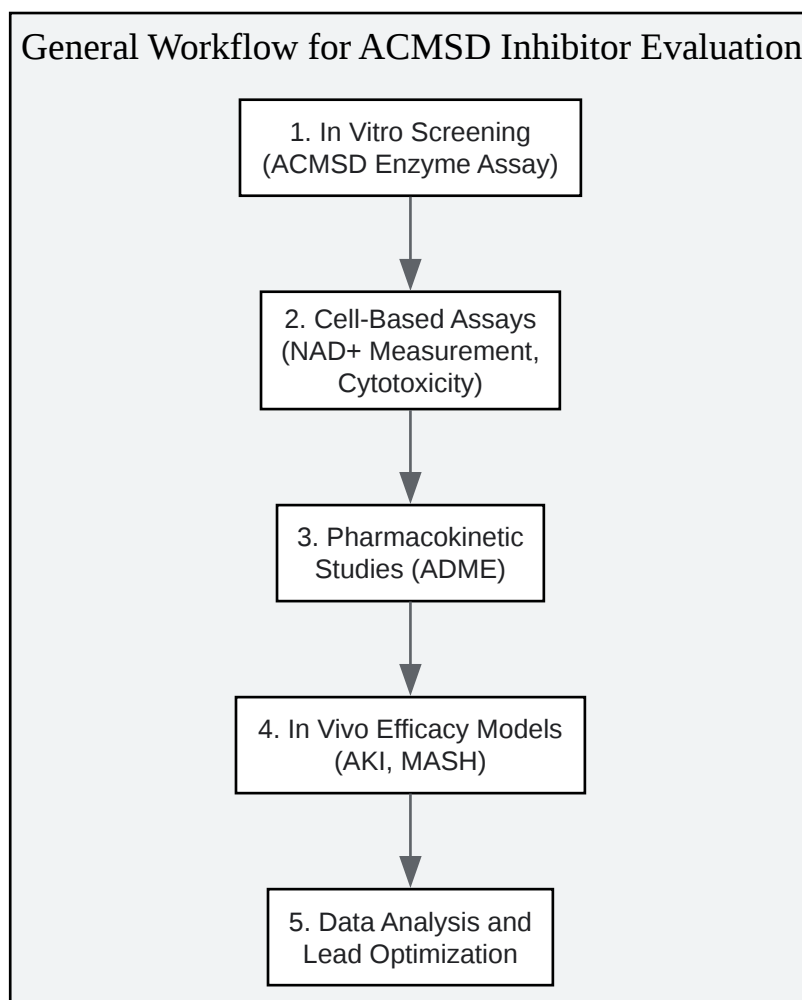 General Workflow for ACMSD Inhibitor Evaluation
1. In Vitro Screening
(ACMSD Enzyme Assay)
2. Cell-Based Assays
(NAD+ Measurement,
Cytotoxicity)
3. Pharmacokinetic
Studies (ADME)
4. In Vivo Efficacy Models
(AKI, MASH)
5. Data Analysis and
Lead Optimization